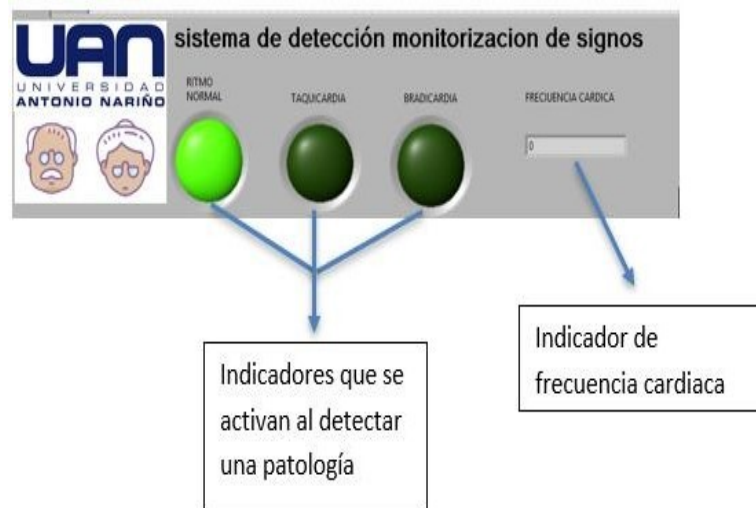 UAN
UNIVERSIDAD
ANTONIO NARIÑO
sistema de detección monitorizacion de signos
RITMO
NORMAL
TAQUICARDIA
BRADICARDIA
FRECIUENCIA CARDICA
0
Indicadores que se
activan al detectar
una patología
Indicador de
frecuencia cardiaca